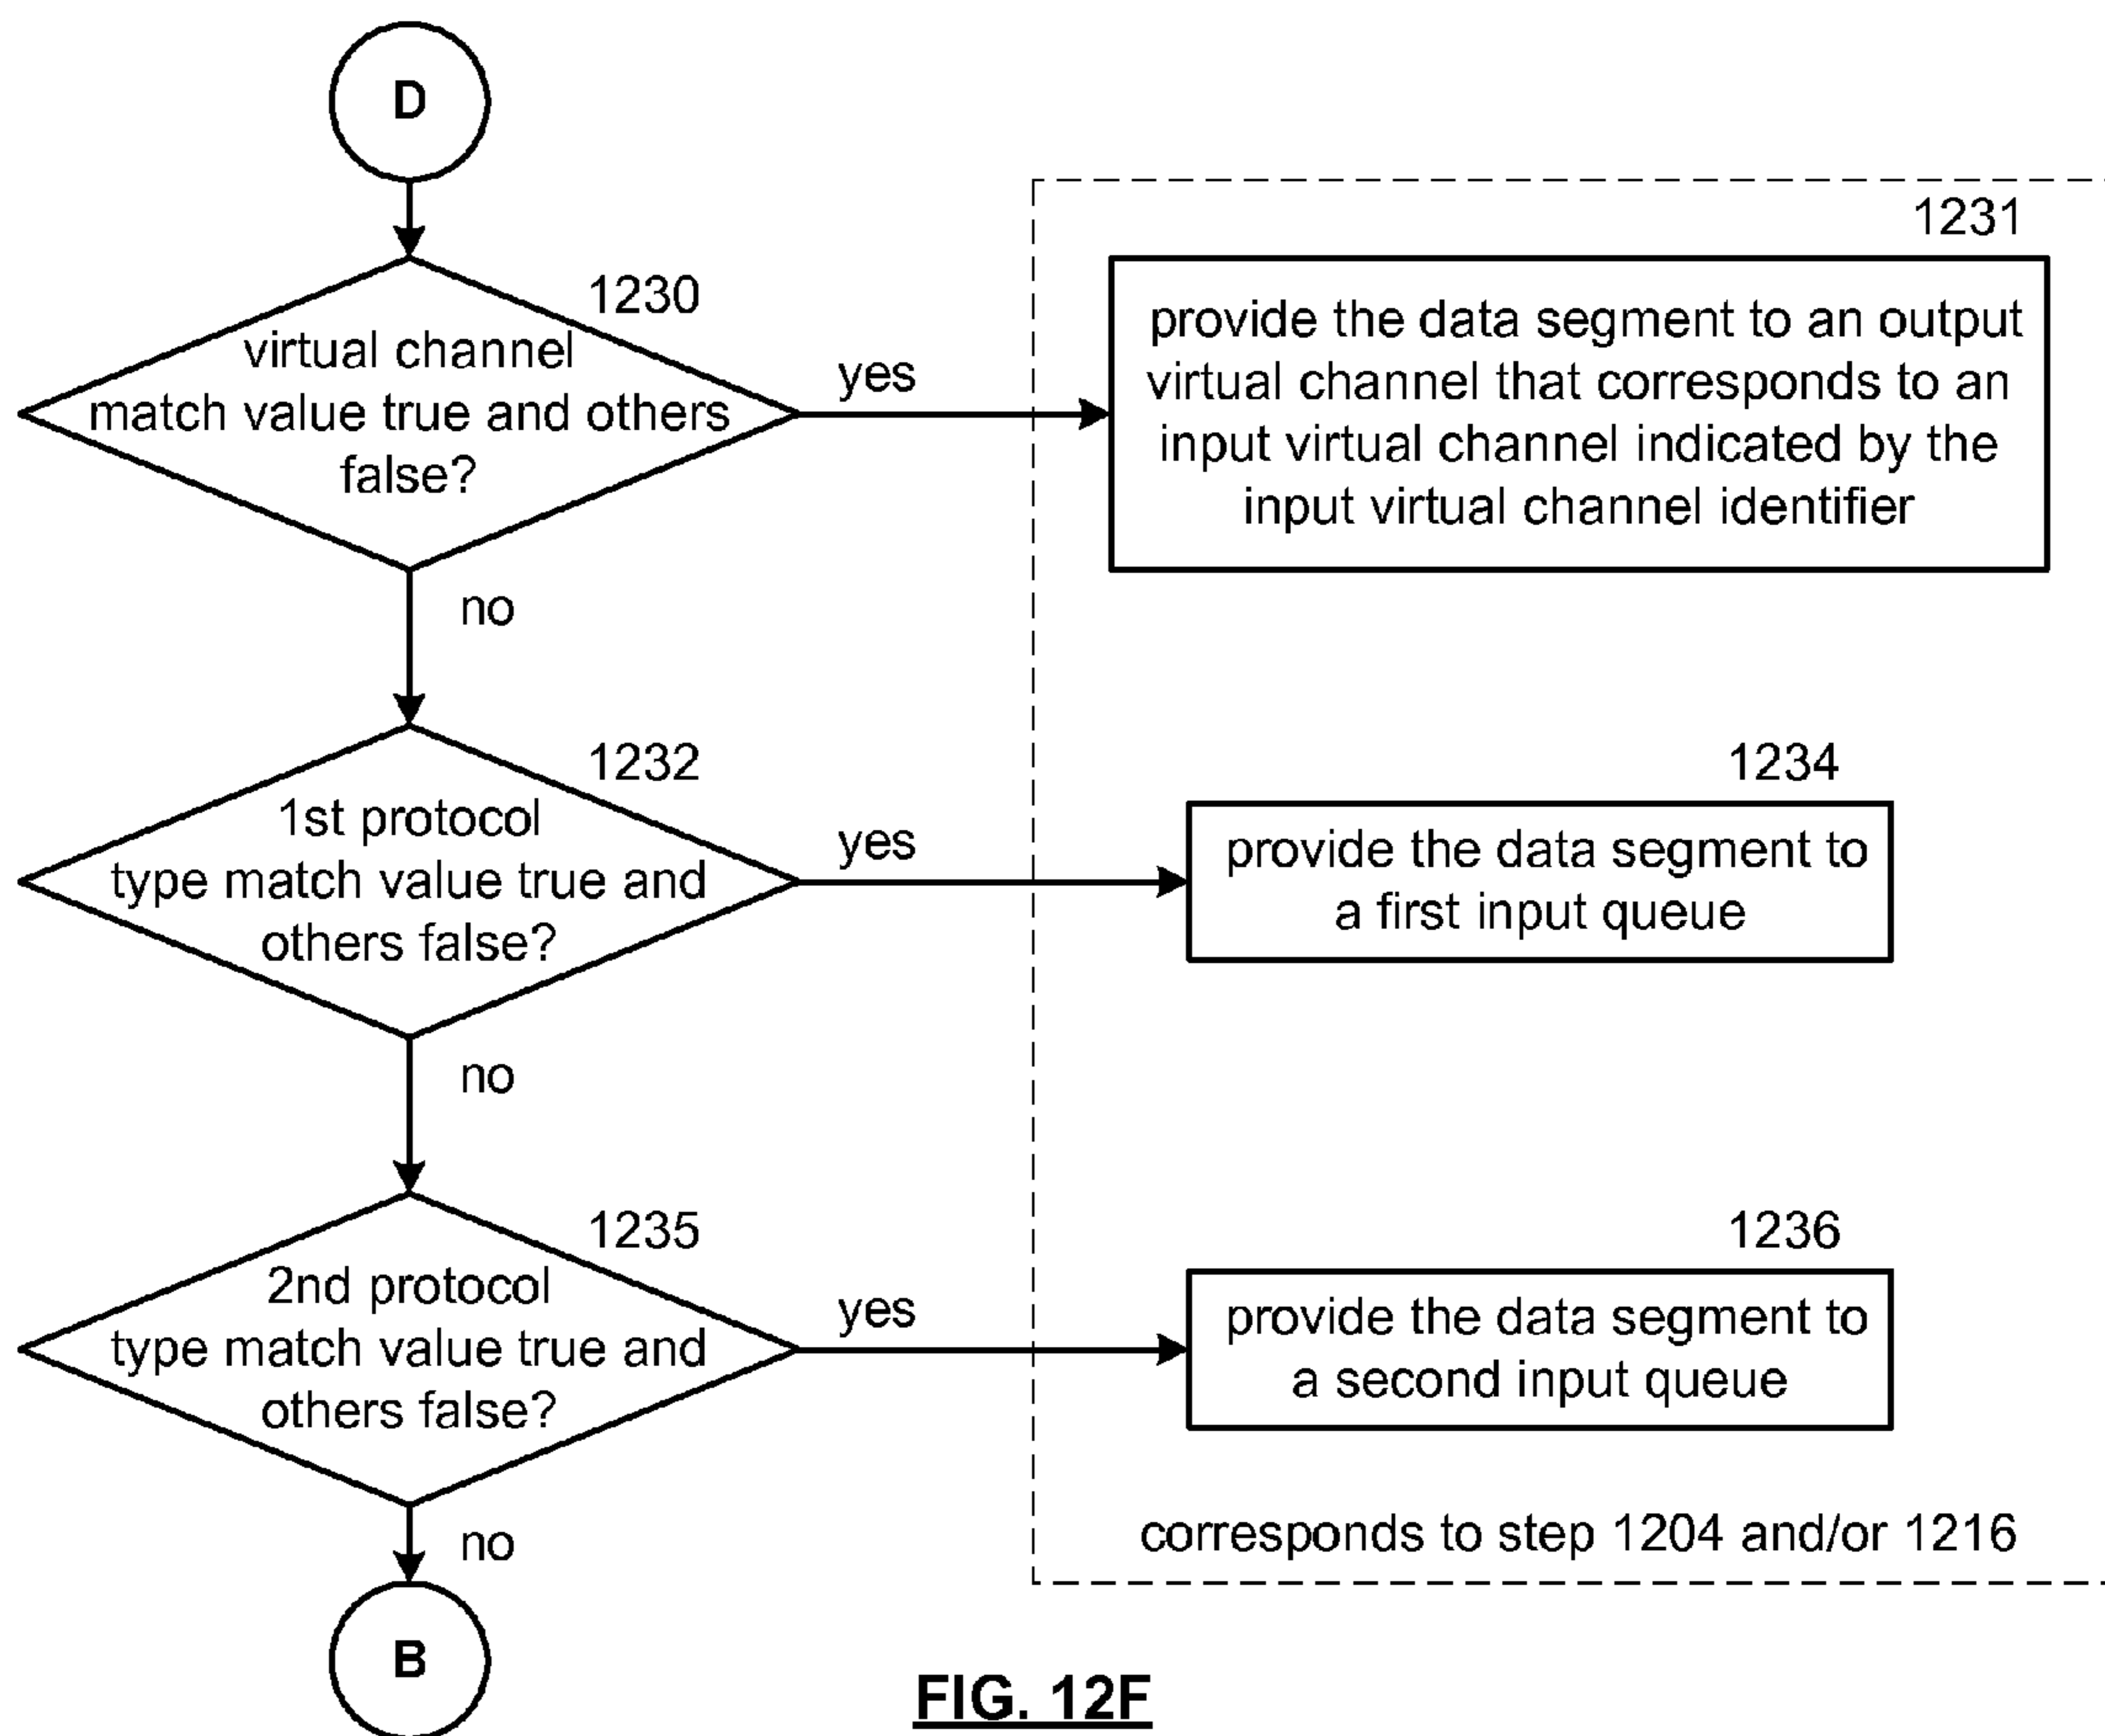 D
1230
virtual channel
match value true and others
false?
yes
1231
provide the data segment to an output
virtual channel that corresponds to an
input virtual channel indicated by the
input virtual channel identifier
no
1232
1st protocol
type match value true and
others false?
yes
1234
provide the data segment to
a first input queue
no
1235
2nd protocol
type match value true and
others false?
yes
1236
provide the data segment to
a second input queue
corresponds to step 1204 and/or 1216
no
B
FIG. 12F